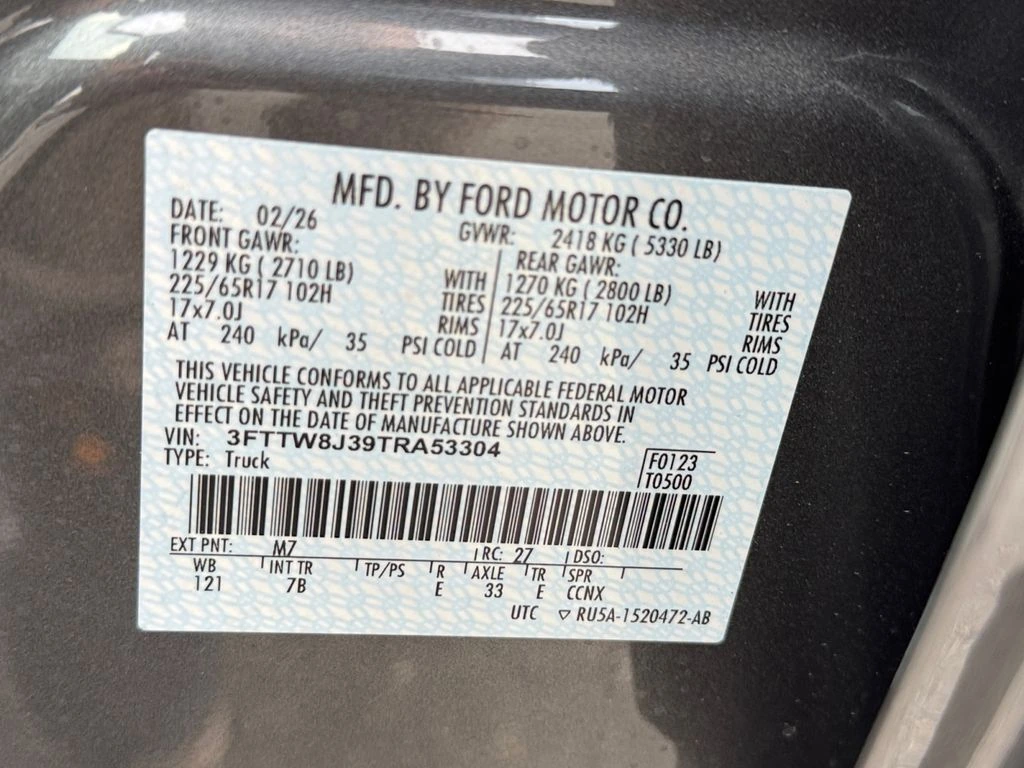 MFD. BY FORD MOTOR CO.
DATE: 02/26 GVWR: 2418 KG ( 5330 LB)
FRONT GAWR: REAR GAWR:
1229 KG ( 2710 LB) WITH 1270 KG ( 2800 LB) WITH
225/65R17 102H TIRES 225/65R17 102H TIRES
17x7.0J RIMS 17x7.0J RIMS
AT 240 kPa/ 35 PSI COLD AT 240 kPa/ 35 PSI COLD
THIS VEHICLE CONFORMS TO ALL APPLICABLE FEDERAL MOTOR
VEHICLE SAFETY AND THEFT PREVENTION STANDARDS IN
EFFECT ON THE DATE OF MANUFACTURE SHOWN ABOVE.
VIN: 3FTTW8J39TRA53304
TYPE: Truck
F0123
T0500
EXT PNT: M7 RC: 27 DSO:
WB INT TR TP/PS R AXLE TR SPR
121 7B E 33 E CCNX
UTC ▽ RU5A-1520472-AB